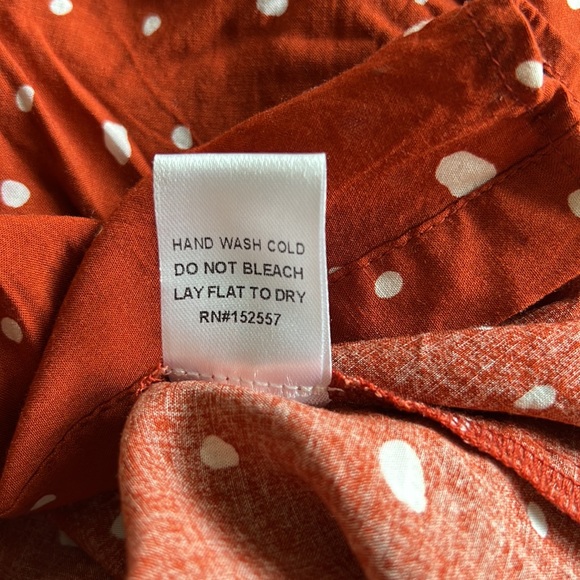 HAND WASH COLD
DO NOT BLEACH
LAY FLAT TO DRY
RN#152557